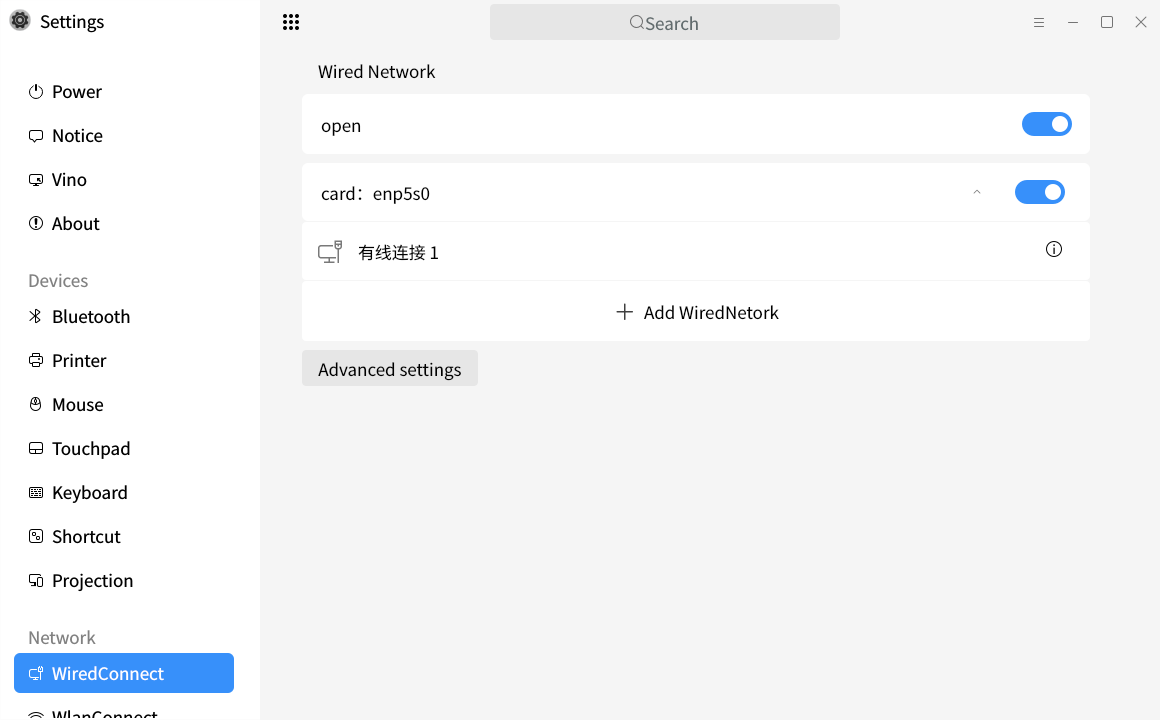 Settings
Search
Power
Notice
Vino
About
Devices
Bluetooth
Printer
Mouse
Touchpad
Keyboard
Shortcut
Projection
Network
WiredConnect
WlanConnect
Wired Network
open
card：enp5s0
有线连接 1
Add WiredNetork
Advanced settings